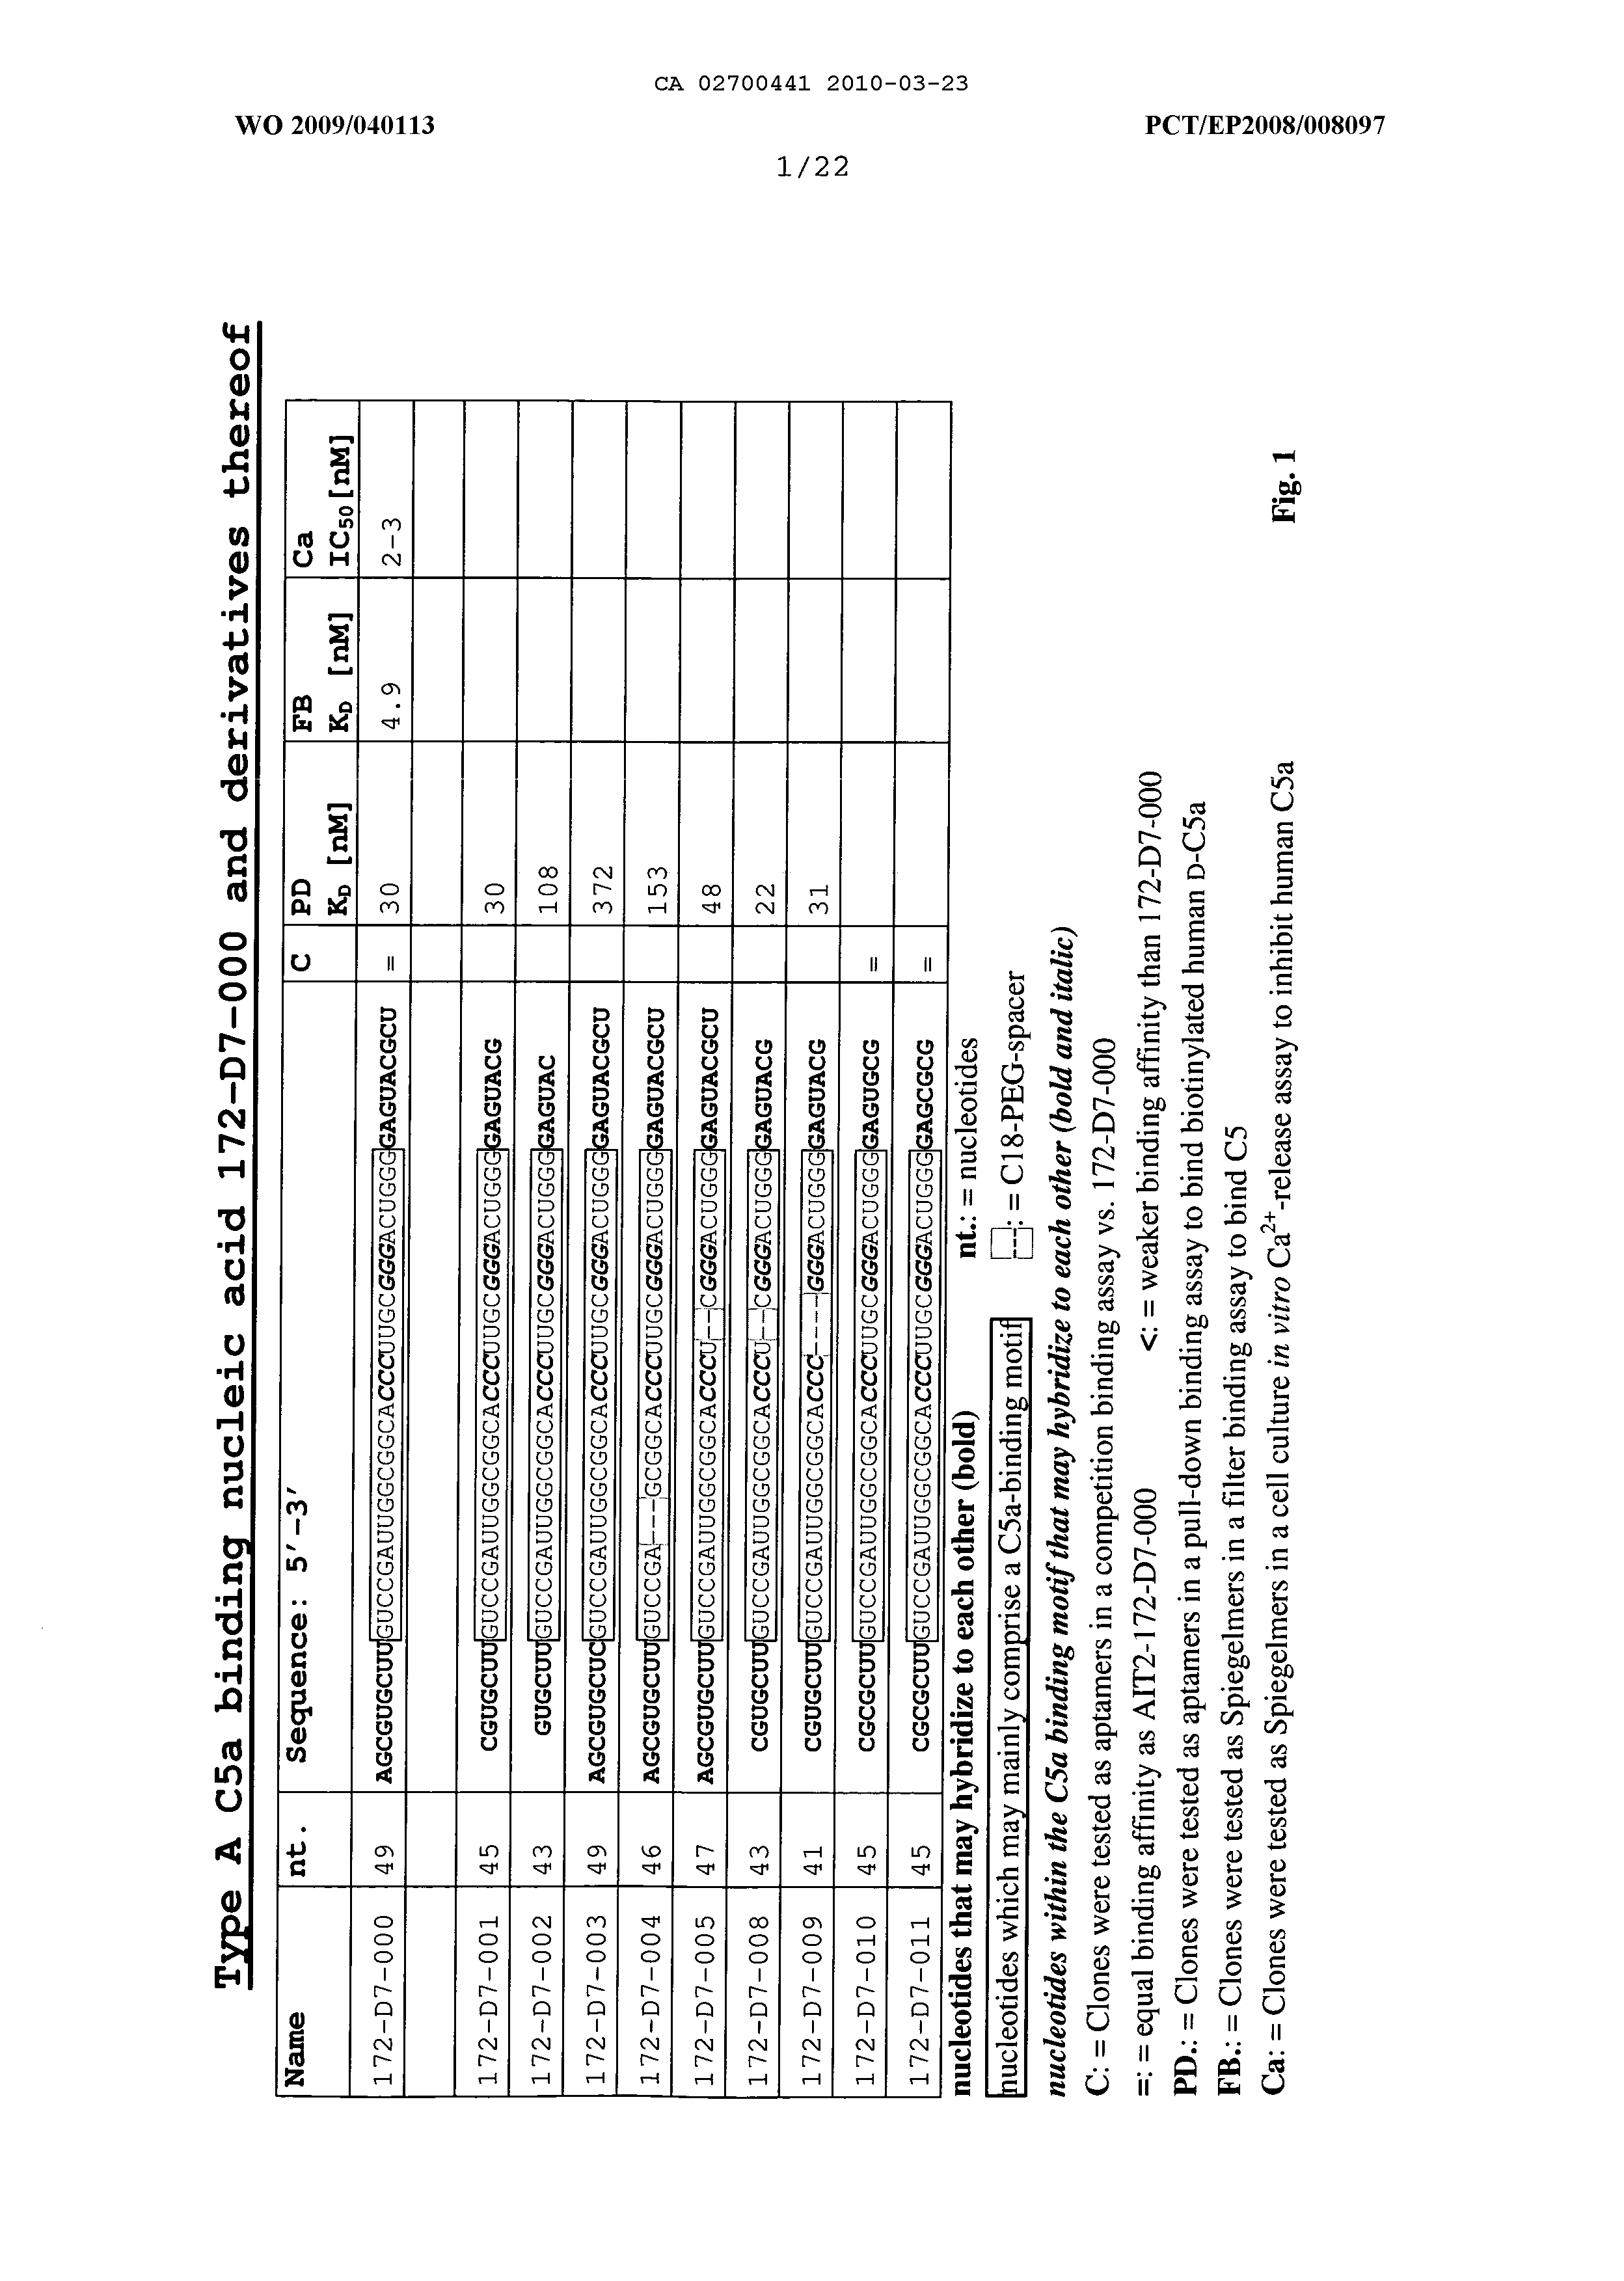 CA 02700441 2010-03-23
WO 2009/040113 PCT/EP2008/008097
1/22
Type A C5a binding nucleic acid 172-D7-000 and derivatives thereof
Name nt. Sequence: 5'-3' C PD FB Ca
KD [nM] KD [nM] IC50 [nM]
172-D7-000 49 AGCGUGCUUGUCCGAUUGGCGGCACCCUUGCGGGACUGGGGAGUACGCU = 30 4.9 2-3
172-D7-001 45 CGUGCUUGUCCGAUUGGCGGCACCCUUGCGGGACUGGGGAGUACG 30
172-D7-002 43 GUGCUUGUCCGAUUGGCGGCACCCUUGCGGGACUGGGGAGUAC 108
172-D7-003 49 AGCGUGCUCGUCCGAUUGGCGGCACCCUUGCGGGACUGGGGAGUACGCU 372
172-D7-004 46 AGCGUGCUUGUCCGA---GCGGCACCCUUGCGGGACUGGGGAGUACGCU 153
172-D7-005 47 AGCGUGCUUGUCCGAUUGGCGGCACCCU--CGGGACUGGGGAGUACGCU 48
172-D7-008 43 CGUGCUUGUCCGAUUGGCGGCACCCU--CGGGACUGGGGAGUACG 22
172-D7-009 41 CGUGCUUGUCCGAUUGGCGGCACCC----GGGACUGGGGAGUACG 31
172-D7-010 45 CGCGCUUGUCCGAUUGGCGGCACCCUUGCGGGACUGGGGAGUGCG =
172-D7-011 45 CGCGCUUGUCCGAUUGGCGGCACCCUUGCGGGACUGGGGAGCGCG =
nucleotides that may hybridize to each other (bold) nt.: = nucleotides
nucleotides which may mainly comprise a C5a-binding motif ---: = C18-PEG-spacer
nucleotides within the C5a binding motif that may hybridize to each other (bold and italic)
C: = Clones were tested as aptamers in a competition binding assay vs. 172-D7-000
=: = equal binding affinity as AIT2-172-D7-000 <: = weaker binding affinity than 172-D7-000
PD.: = Clones were tested as aptamers in a pull-down binding assay to bind biotinylated human D-C5a
FB.: = Clones were tested as Spiegelmers in a filter binding assay to bind C5
Ca: = Clones were tested as Spiegelmers in a cell culture in vitro Ca2+-release assay to inhibit human C5a
Fig. 1